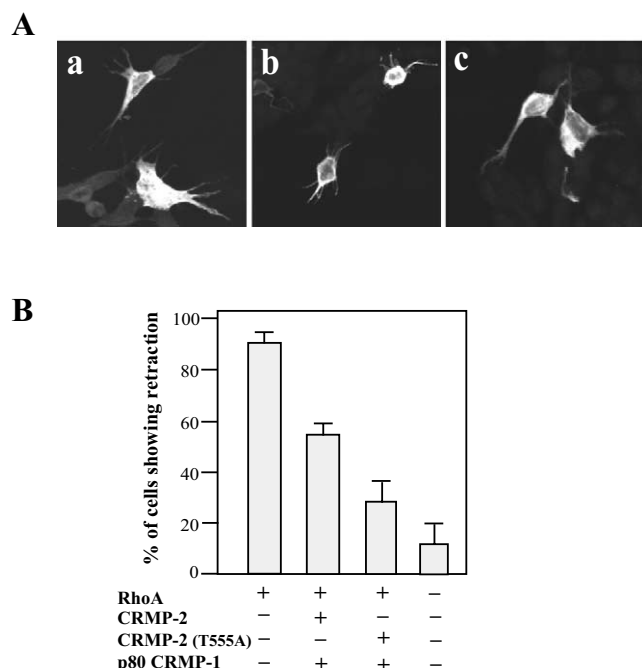 A
a b c
B
% of cells showing retraction
100
80
60
40
20
0
RhoA + + + −
CRMP-2 − + − −
CRMP-2 (T555A) − − + −
p80 CRMP-1 − + + −